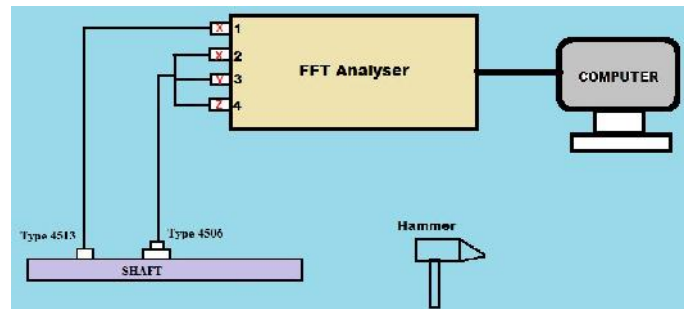 X 1
X 2
FFT Analyser
Y 3
COMPUTER
Z 4
Type 4513
Type 4506
Hammer
SHAFT